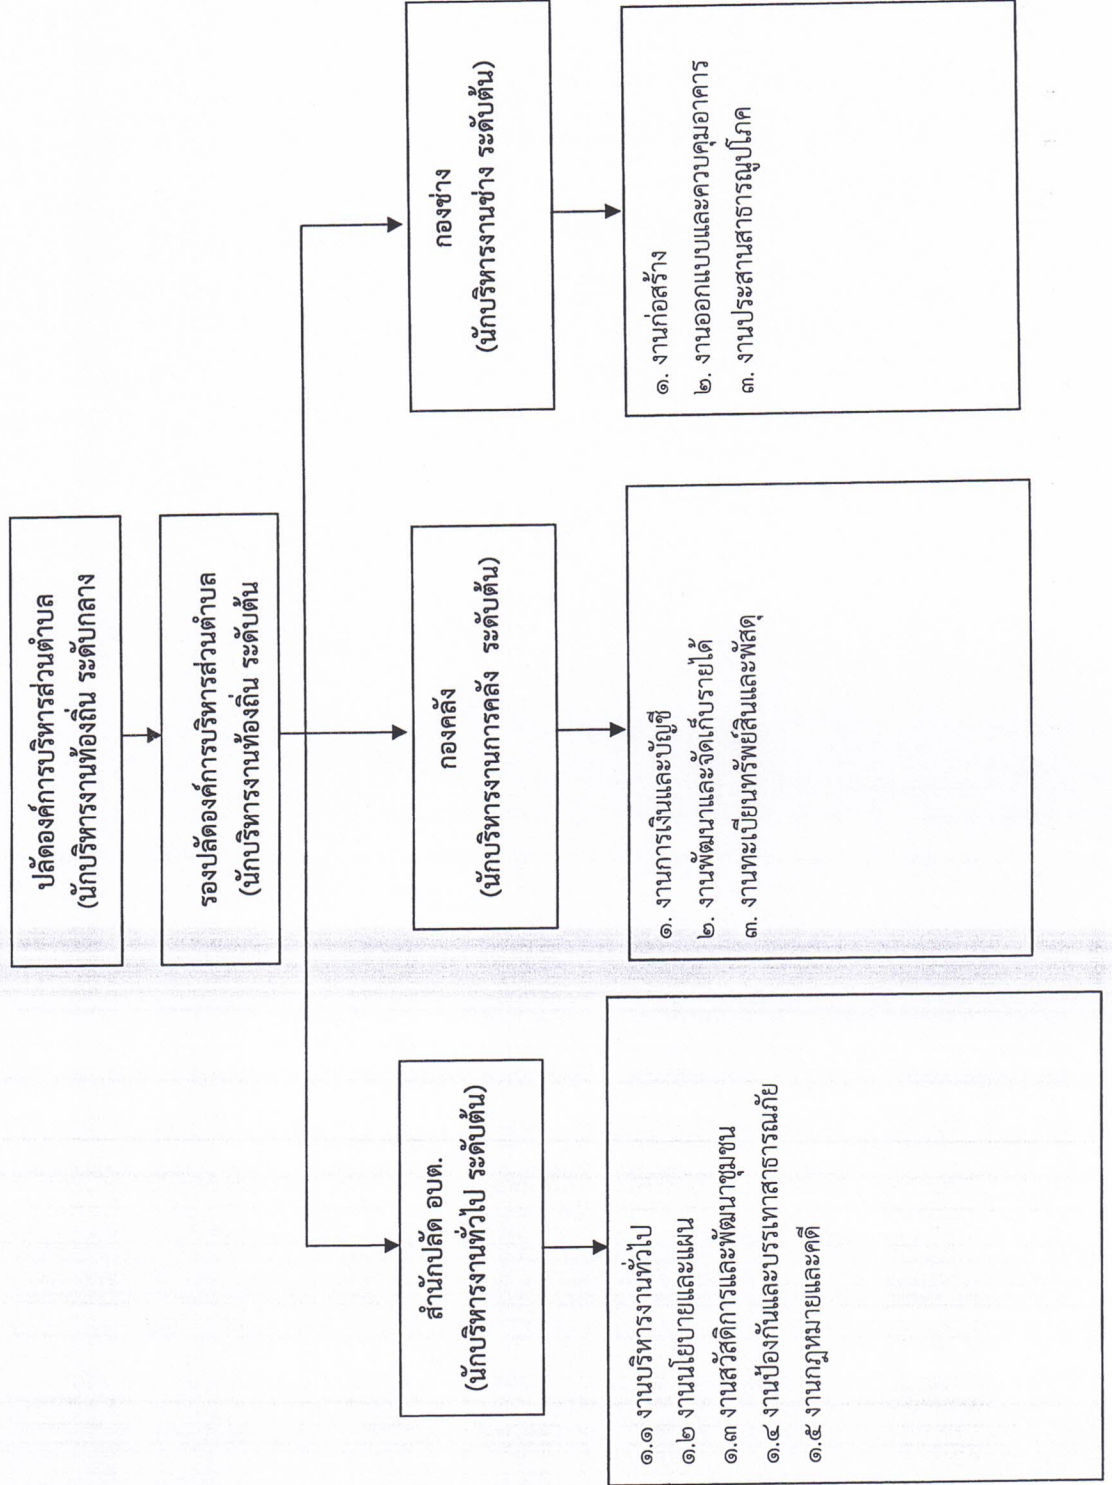 ปลัดองค์การบริหารส่วนตำบล
(นักบริหารงานท้องถิ่น ระดับกลาง
รองปลัดองค์การบริหารส่วนตำบล
(นักบริหารงานท้องถิ่น ระดับต้น
สำนักปลัด อบต.
(นักบริหารงานทั่วไป ระดับต้น)
กองคลัง
(นักบริหารงานการคลัง ระดับต้น)
กองช่าง
(นักบริหารงานช่าง ระดับต้น)
๑.๑ งานบริหารงานทั่วไป
๑.๒ งานนโยบายและแผน
๑.๓ งานสวัสดิการและพัฒนาชุมชน
๑.๔ งานป้องกันและบรรเทาสาธารณภัย
๑.๕ งานกฎหมายและคดี
๑. งานการเงินและบัญชี
๒. งานพัฒนาและจัดเก็บรายได้
๓. งานทะเบียนทรัพย์สินและพัสดุ
๑. งานก่อสร้าง
๒. งานออกแบบและควบคุมอาคาร
๓. งานประสานสาธารณูปโภค